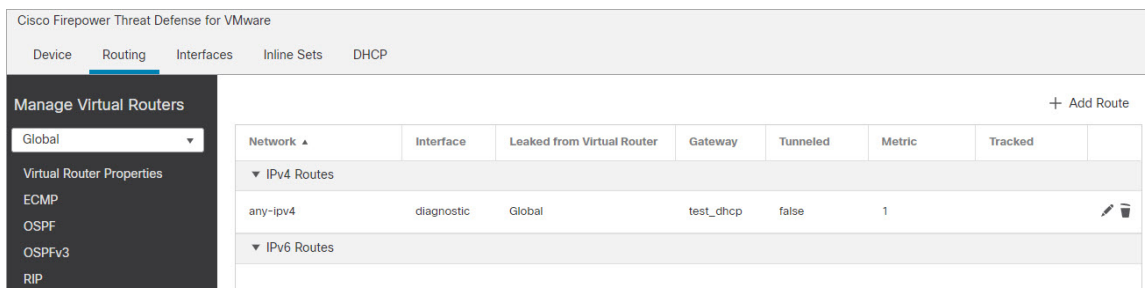 Cisco Firepower Threat Defense for VMware
Device Routing Interfaces Inline Sets DHCP
Manage Virtual Routers
Global
Virtual Router Properties
ECMP
OSPF
OSPFv3
RIP
+ Add Route
Network Interface Leaked from Virtual Router Gateway Tunneled Metric Tracked
IPv4 Routes
any-ipv4 diagnostic Global test_dhcp false 1
IPv6 Routes